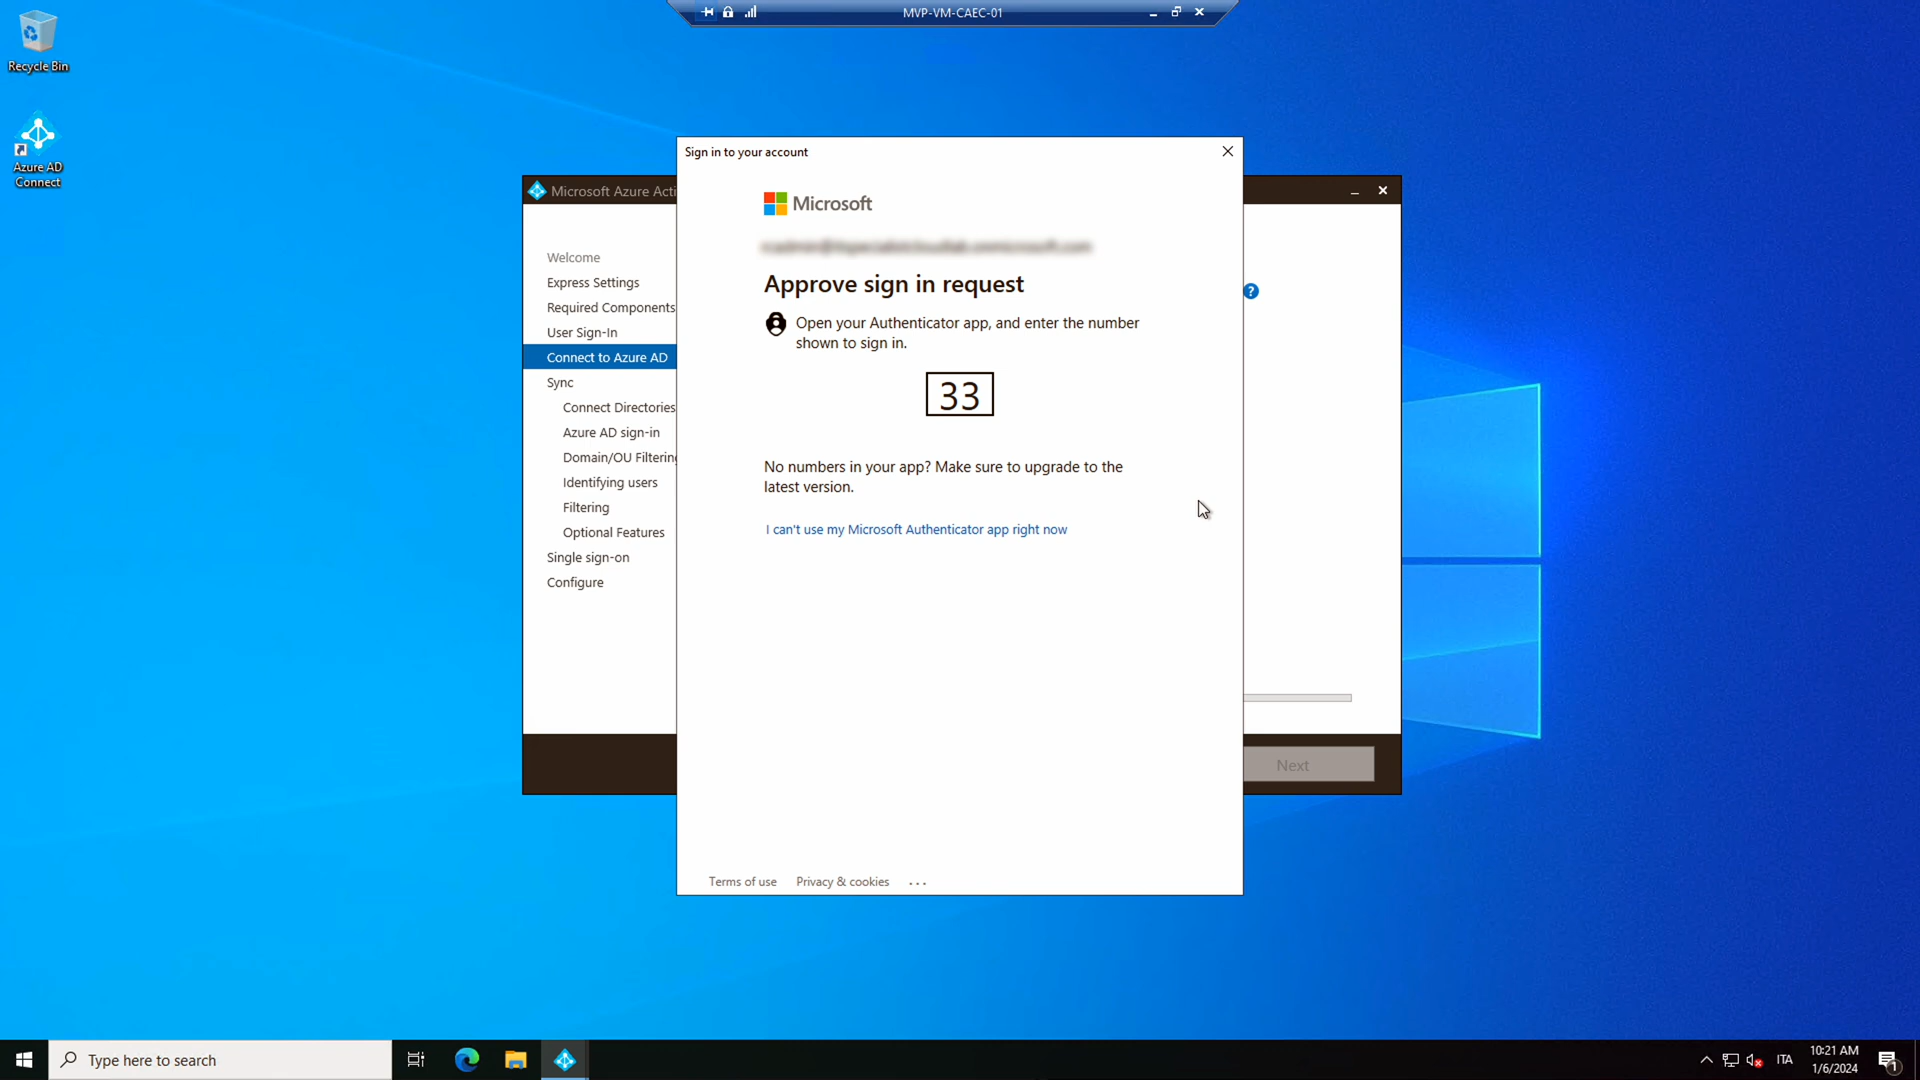 MVP-VM-CAEC-01
Recycle Bin
Azure AD
Connect
Sign in to your account
Microsoft Azure Acti
Microsoft
Approve sign in request
Open your Authenticator app, and enter the number
shown to sign in.
33
No numbers in your app? Make sure to upgrade to the
latest version.
I can't use my Microsoft Authenticator app right now
Terms of use
Privacy & cookies
...
Welcome
Express Settings
Required Components
User Sign-In
Connect to Azure AD
Sync
Connect Directories
Azure AD sign-in
Domain/OU Filtering
Identifying users
Filtering
Optional Features
Single sign-on
Configure
?
Next
Type here to search
ITA
10:21 AM
1/6/2024
1